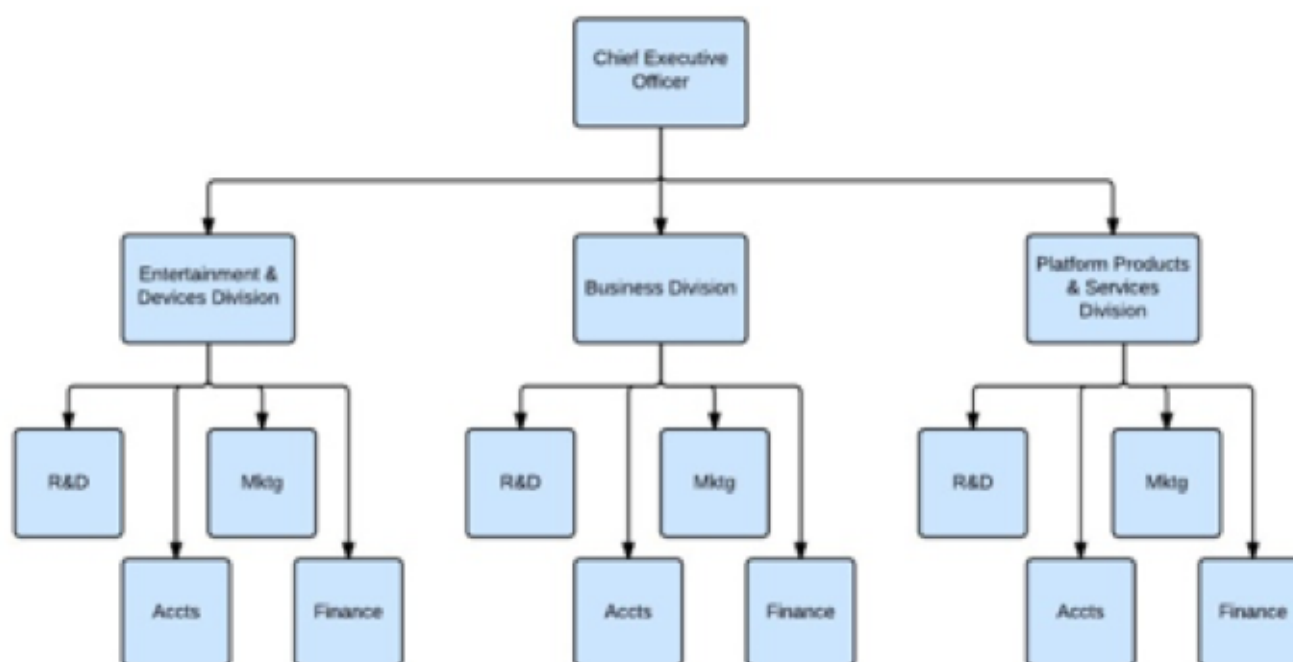 Chief Executive
Officer
Entertainment &
Devices Division
Business Division
Platform Products
& Services
Division
R&D
Mktg
R&D
Mktg
R&D
Mktg
Accts
Finance
Accts
Finance
Accts
Finance